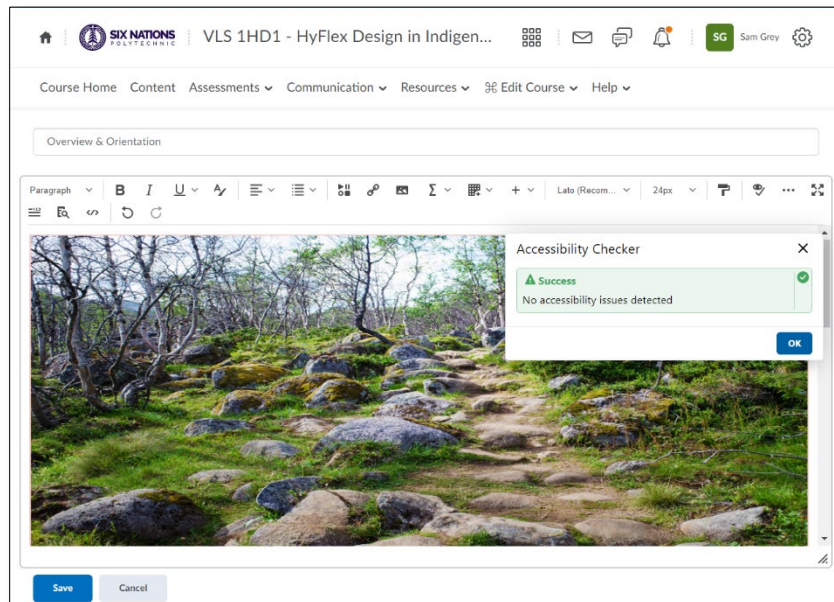 SIX NATIONS
POLYTECHNIC
VLS 1HD1 - HyFlex Design in Indigen...
SG
Sam Grey
Course Home Content Assessments Communication Resources Edit Course Help
Overview & Orientation
Paragraph B I U A Σ + Lato (Recom... 24px ...
</>
Accessibility Checker
Success
No accessibility issues detected
OK
Save Cancel